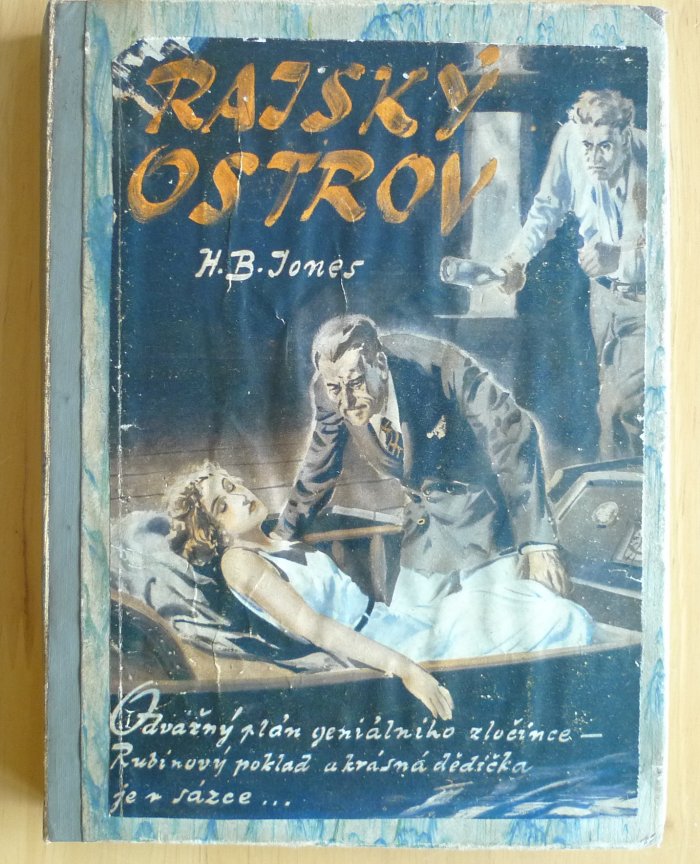 RAJSKÝ
OSTROV
H. B. Jones
Odvážný plán geniálního zločince —
Rubínový poklad a krásná dědička
je v sázce...